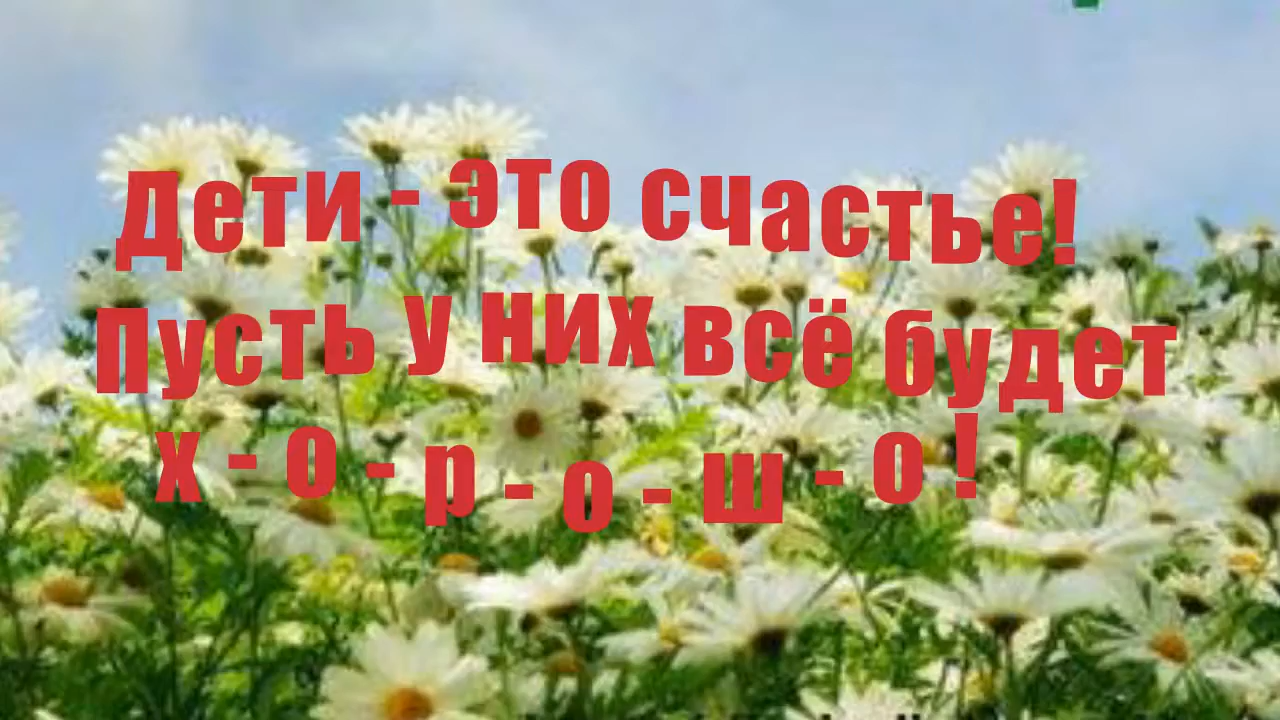 Дети - это счастье!
Пусть у них всё будет
х - о - р - о - ш - о !